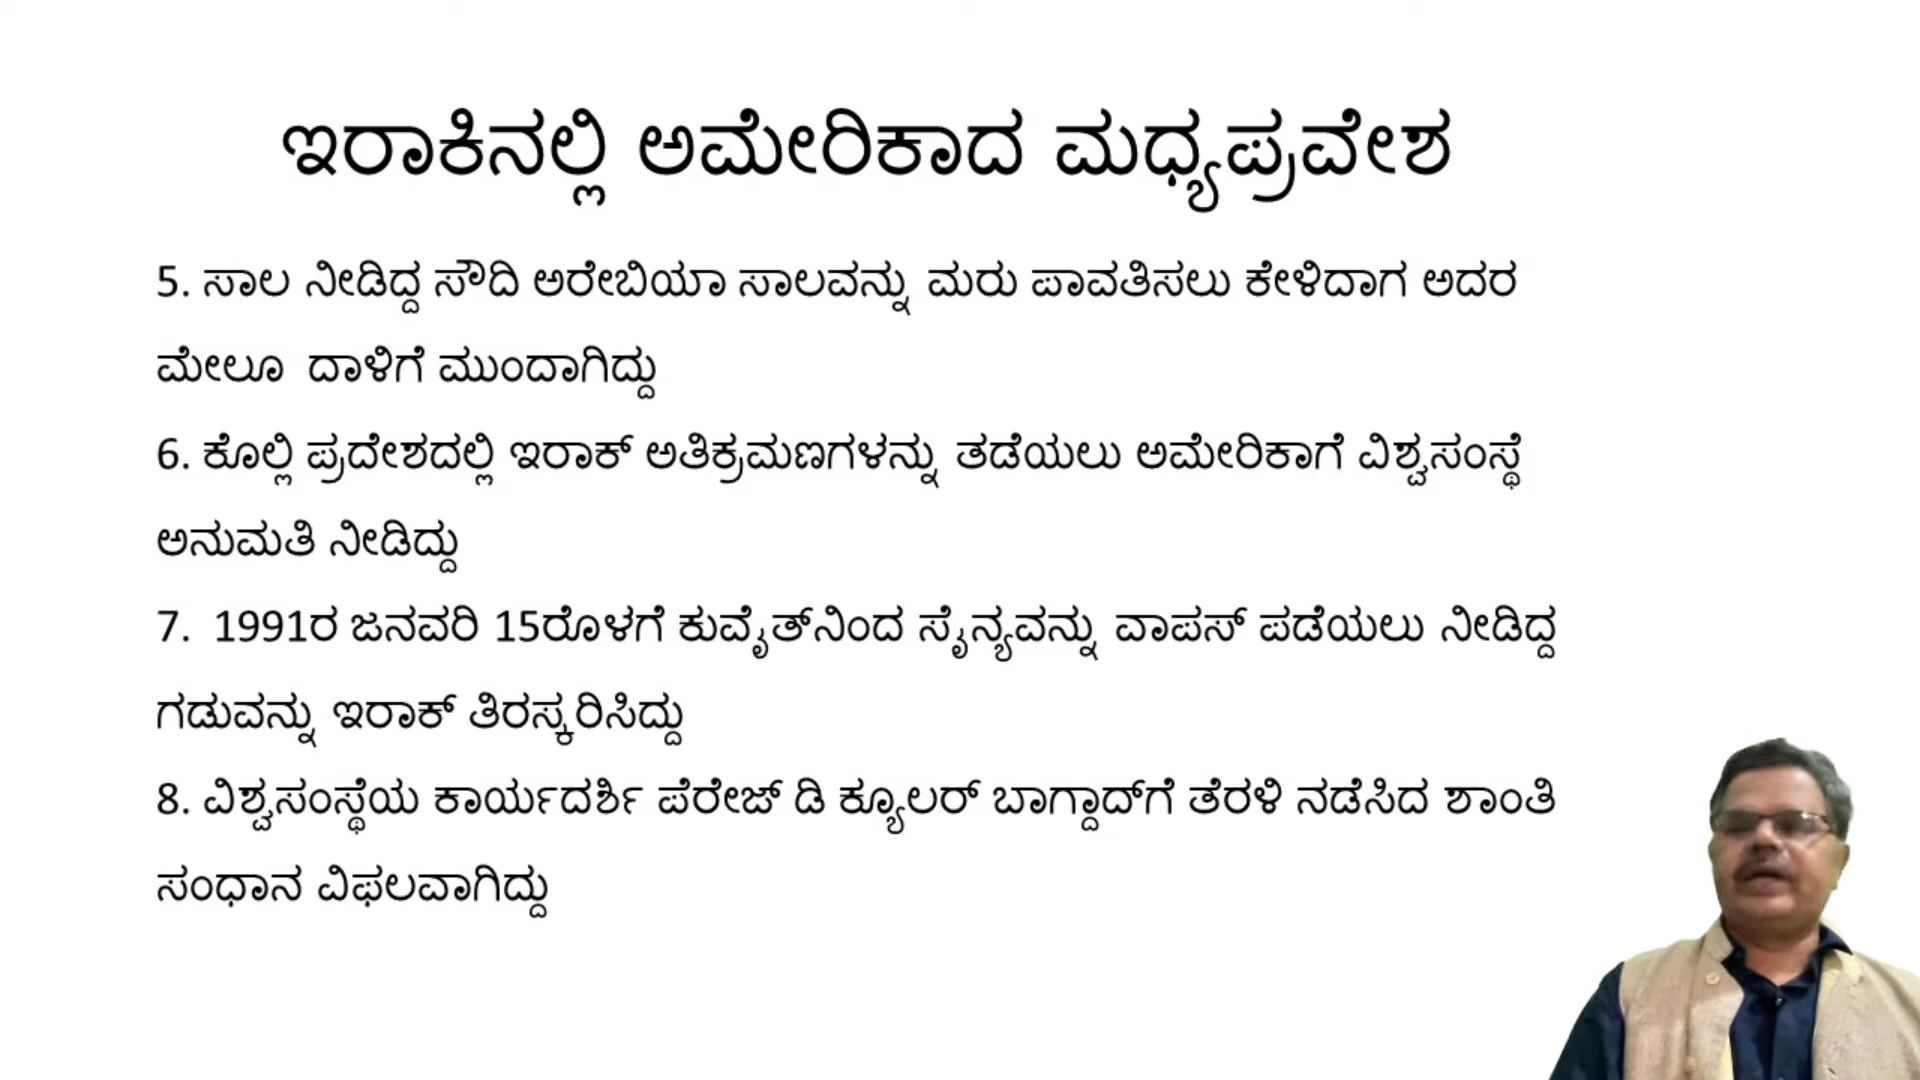 ಇರಾಕಿನಲ್ಲಿ ಅಮೇರಿಕಾದ ಮಧ್ಯಪ್ರವೇಶ
5. ಸಾಲ ನೀಡಿದ್ದ ಸೌದಿ ಅರೇಬಿಯಾ ಸಾಲವನ್ನು ಮರು ಪಾವತಿಸಲು ಕೇಳಿದಾಗ ಅದರ
ಮೇಲೂ ದಾಳಿಗೆ ಮುಂದಾಗಿದ್ದು
6. ಕೊಲ್ಲಿ ಪ್ರದೇಶದಲ್ಲಿ ಇರಾಕ್ ಅತಿಕ್ರಮಣಗಳನ್ನು ತಡೆಯಲು ಅಮೇರಿಕಾಗೆ ವಿಶ್ವಸಂಸ್ಥೆ
ಅನುಮತಿ ನೀಡಿದ್ದು
7. 1991ರ ಜನವರಿ 15ರೊಳಗೆ ಕುವೈತ್‌ನಿಂದ ಸೈನ್ಯವನ್ನು ವಾಪಸ್ ಪಡೆಯಲು ನೀಡಿದ್ದ
ಗಡುವನ್ನು ಇರಾಕ್ ತಿರಸ್ಕರಿಸಿದ್ದು
8. ವಿಶ್ವಸಂಸ್ಥೆಯ ಕಾರ್ಯದರ್ಶಿ ಪೆರೇಜ್ ಡಿ ಕ್ಯೂಲರ್ ಬಾಗ್ದಾದ್‌ಗೆ ತೆರಳಿ ನಡೆಸಿದ ಶಾಂತಿ
ಸಂಧಾನ ವಿಫಲವಾಗಿದ್ದು